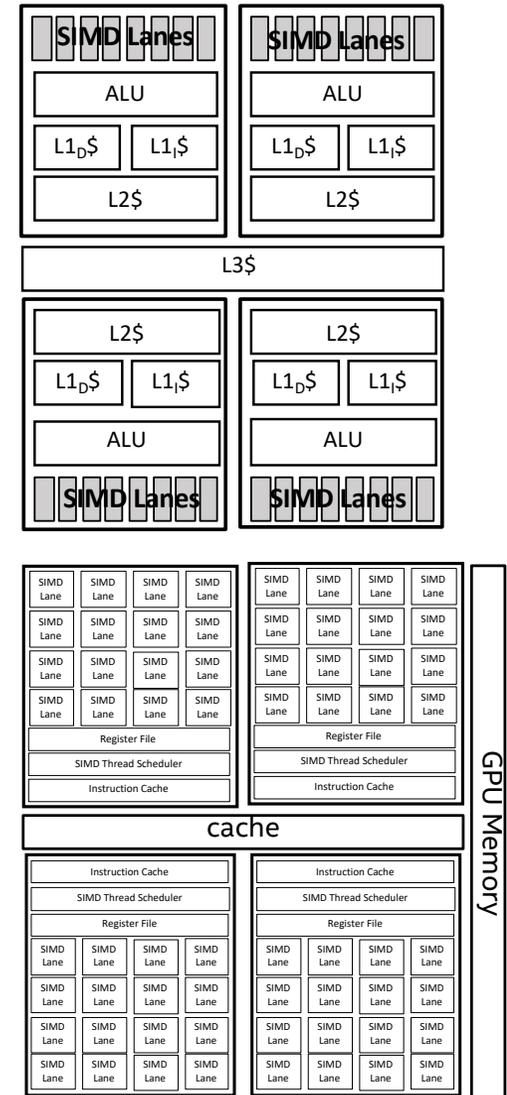 SIMD Lanes SIMD Lanes
ALU ALU
L1D$ L1I$ L1D$ L1I$
L2$ L2$
L3$
L2$ L2$
L1D$ L1I$ L1D$ L1I$
ALU ALU
SIMD Lanes SIMD Lanes
SIMD SIMD SIMD SIMD SIMD SIMD SIMD SIMD
Lane Lane Lane Lane Lane Lane Lane Lane
SIMD SIMD SIMD SIMD SIMD SIMD SIMD SIMD
Lane Lane Lane Lane Lane Lane Lane Lane
SIMD SIMD SIMD SIMD SIMD SIMD SIMD SIMD
Lane Lane Lane Lane Lane Lane Lane Lane
SIMD SIMD SIMD SIMD SIMD SIMD SIMD SIMD
Lane Lane Lane Lane Lane Lane Lane Lane
Register File Register File
SIMD Thread Scheduler SIMD Thread Scheduler
Instruction Cache Instruction Cache
cache
Instruction Cache Instruction Cache
SIMD Thread Scheduler SIMD Thread Scheduler
Register File Register File
SIMD SIMD SIMD SIMD SIMD SIMD SIMD SIMD
Lane Lane Lane Lane Lane Lane Lane Lane
SIMD SIMD SIMD SIMD SIMD SIMD SIMD SIMD
Lane Lane Lane Lane Lane Lane Lane Lane
SIMD SIMD SIMD SIMD SIMD SIMD SIMD SIMD
Lane Lane Lane Lane Lane Lane Lane Lane
SIMD SIMD SIMD SIMD SIMD SIMD SIMD SIMD
Lane Lane Lane Lane Lane Lane Lane Lane
GPU Memory